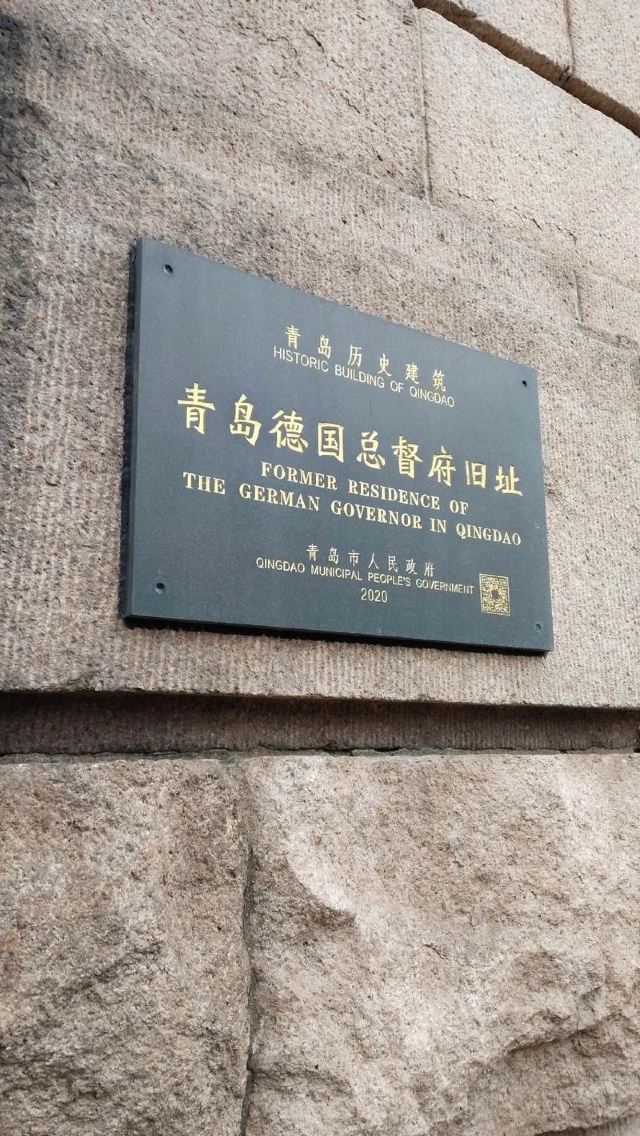 青岛历史建筑
HISTORIC BUILDING OF QINGDAO
青岛德国总督府旧址
FORMER RESIDENCE OF
THE GERMAN GOVERNOR IN QINGDAO
青岛市人民政府
QINGDAO MUNICIPAL PEOPLE'S GOVERNMENT
2020